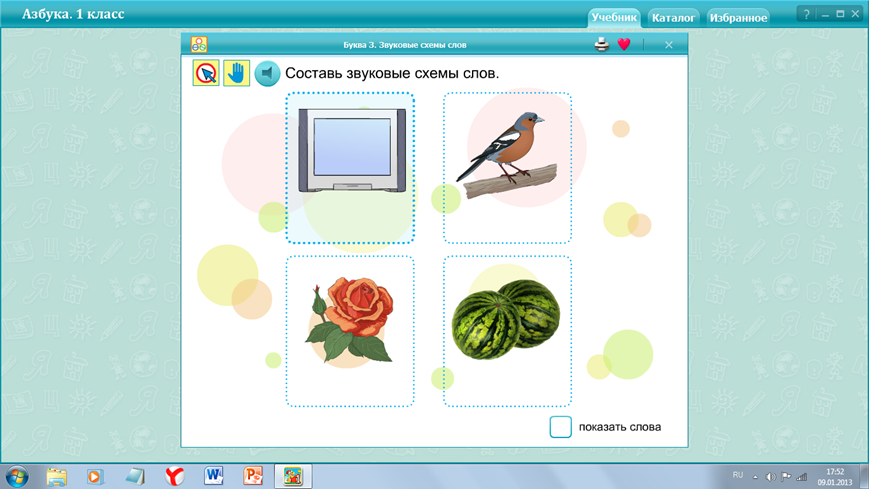 Азбука. 1 класс
Учебник Каталог Избранное
Буква З. Звуковые схемы слов
Составь звуковые схемы слов.
показать слова
RU
17:52
09.01.2013